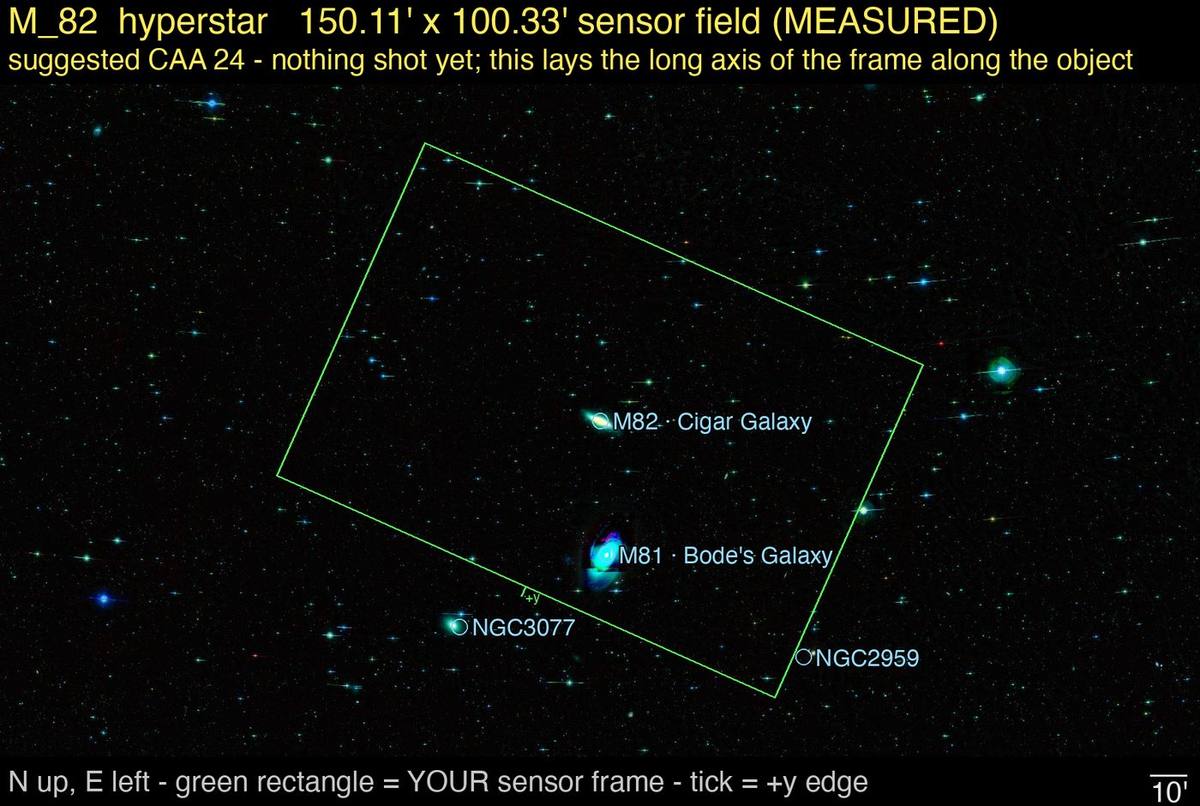 M_82 hyperstar 150.11' x 100.33' sensor field (MEASURED)
suggested CAA 24 - nothing shot yet; this lays the long axis of the frame along the object
M82 · Cigar Galaxy
M81 · Bode's Galaxy
+y
NGC3077
NGC2959
N up, E left - green rectangle = YOUR sensor frame - tick = +y edge
10'